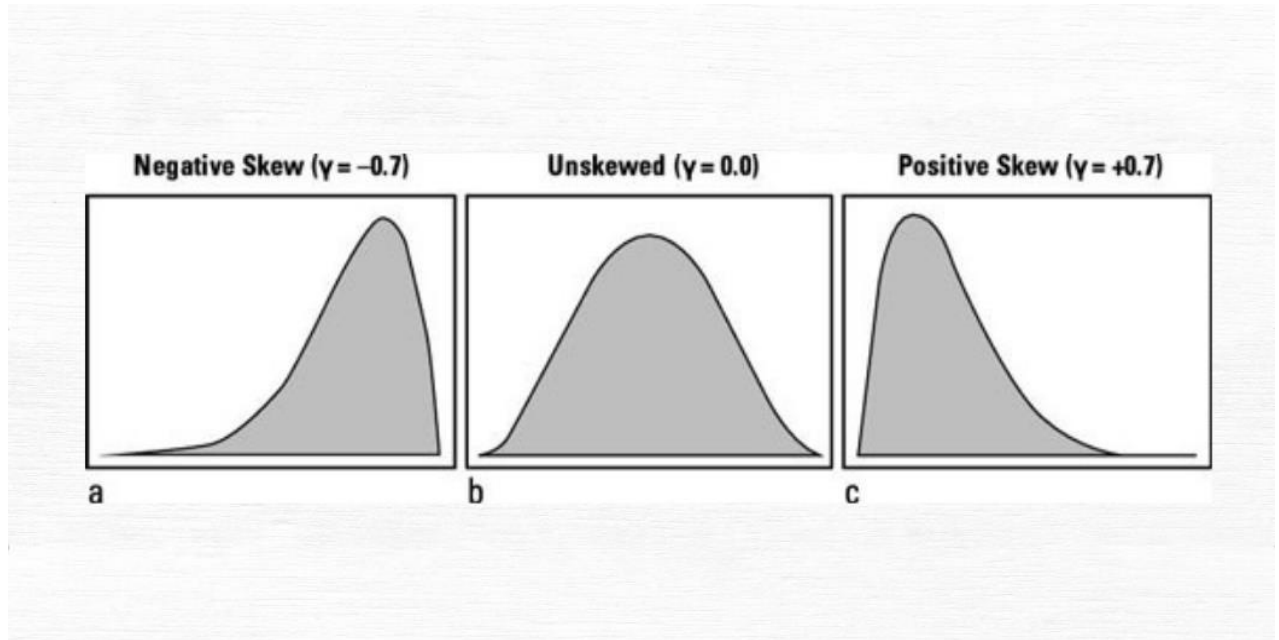 Negative Skew (γ = –0.7)
Unskewed (γ = 0.0)
Positive Skew (γ = +0.7)
a
b
c